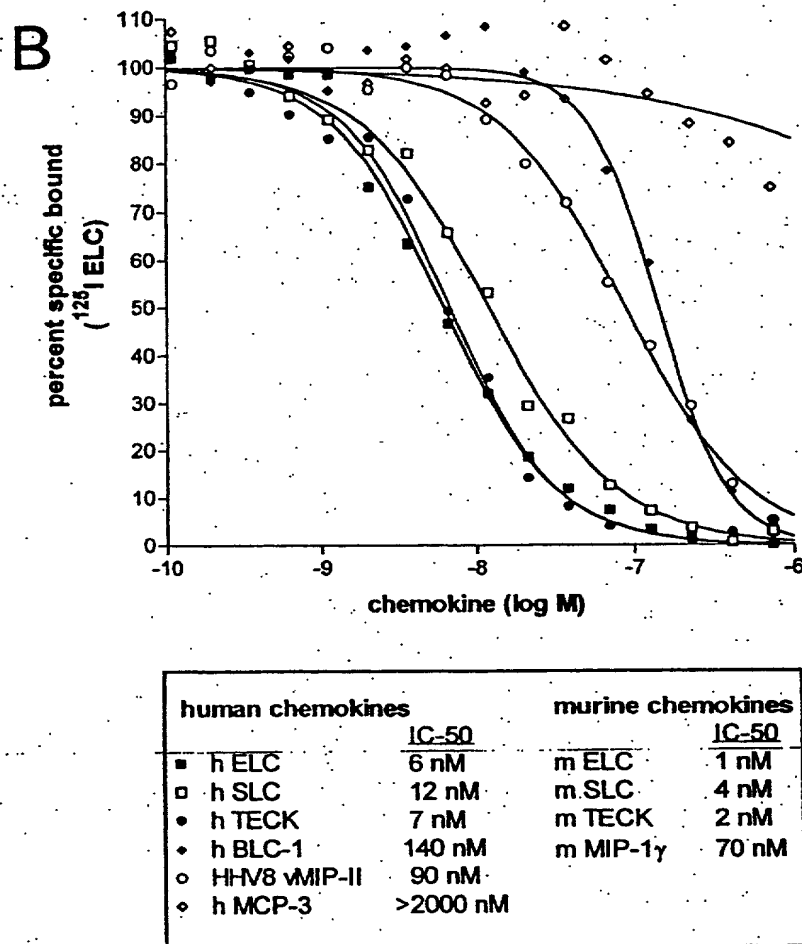 B
110
100
90
80
70
60
50
40
30
20
10
0
percent specific bound
(125I ELC)
-10 -9 -8 -7 -6
chemokine (log M)
human chemokines murine chemokines
IC-50 IC-50
■ h ELC 6 nM m ELC 1 nM
□ h SLC 12 nM m SLC 4 nM
● h TECK 7 nM m TECK 2 nM
◆ h BLC-1 140 nM m MIP-1γ 70 nM
○ HHV8 vMIP-II 90 nM
◇ h MCP-3 >2000 nM